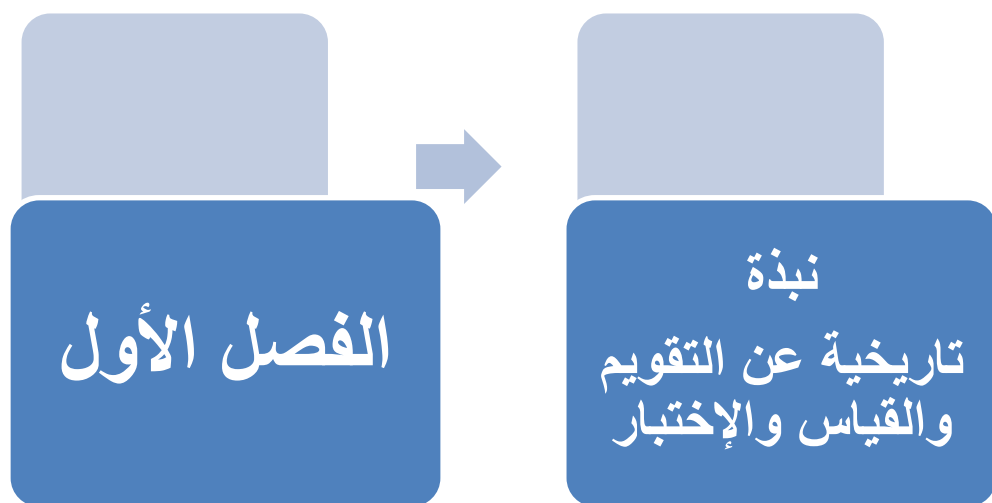 الفصل الأول
نبذة
تاريخية عن التقويم
والقياس والإختبار